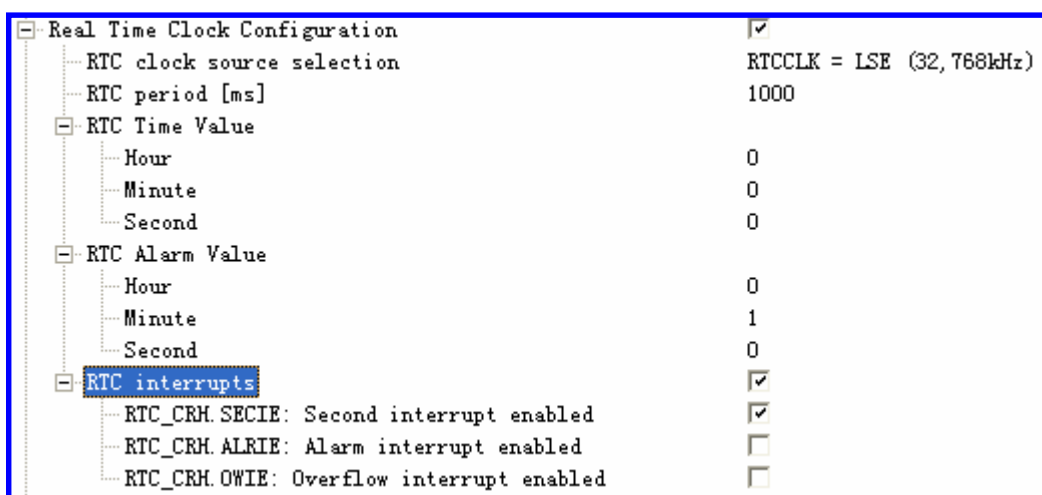 Real Time Clock Configuration
RTC clock source selection RTCCLK = LSE (32,768kHz)
RTC period [ms] 1000
RTC Time Value
Hour 0
Minute 0
Second 0
RTC Alarm Value
Hour 0
Minute 1
Second 0
RTC interrupts
RTC_CRH.SECIE: Second interrupt enabled
RTC_CRH.ALRIE: Alarm interrupt enabled
RTC_CRH.OWIE: Overflow interrupt enabled